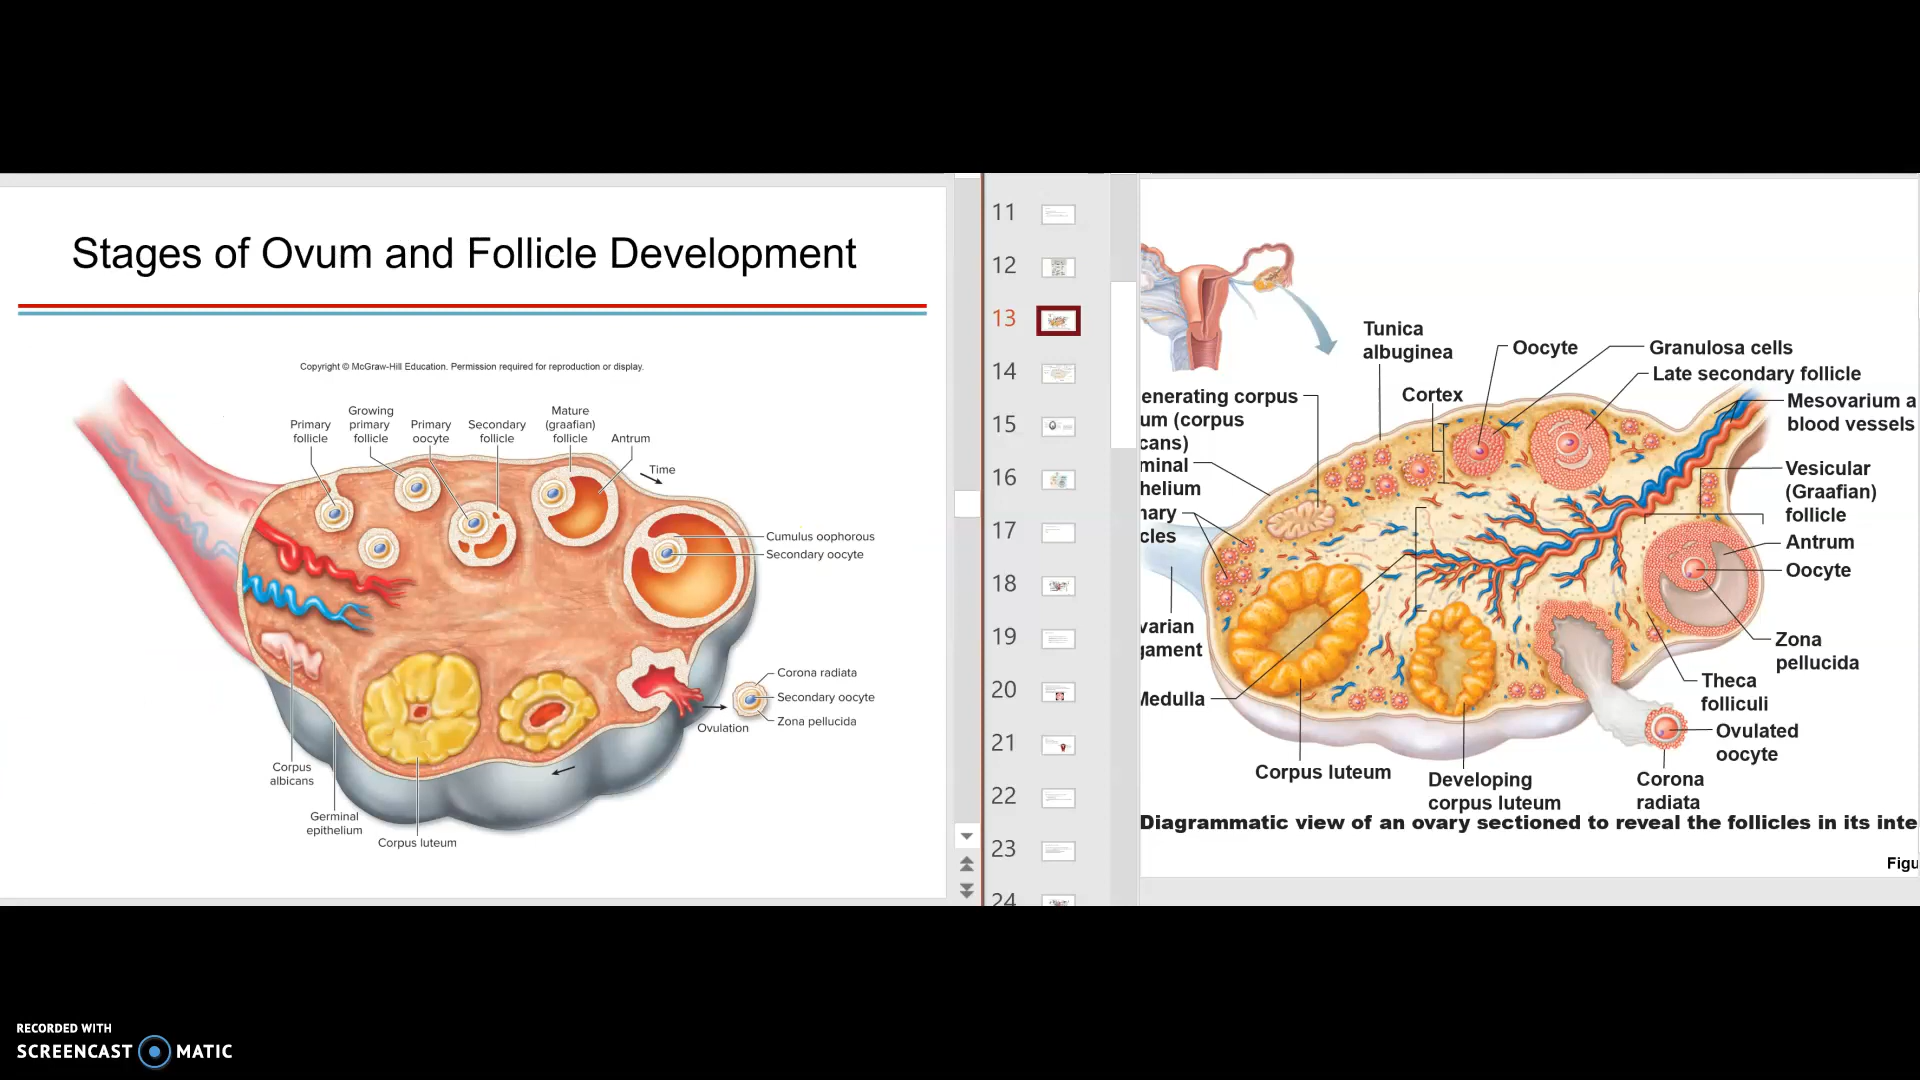 Stages of Ovum and Follicle Development
Copyright © McGraw-Hill Education. Permission required for reproduction or display.
Primary
follicle
Growing
primary
follicle
Primary
oocyte
Secondary
follicle
Mature
(graafian)
follicle
Antrum
Time
Cumulus oophorous
Secondary oocyte
Corona radiata
Secondary oocyte
Zona pellucida
Ovulation
Corpus
albicans
Germinal
epithelium
Corpus luteum
11
12
13
14
15
16
17
18
19
20
21
22
23
24
Tunica
albuginea
Oocyte
Granulosa cells
Late secondary follicle
Cortex
Mesovarium a
blood vessels
enerating corpus
um (corpus
cans)
minal
helium
nary
cles
Vesicular
(Graafian)
follicle
Antrum
Oocyte
varian
gament
Zona
pellucida
Medulla
Theca
folliculi
Ovulated
oocyte
Corpus luteum
Developing
corpus luteum
Corona
radiata
Diagrammatic view of an ovary sectioned to reveal the follicles in its inte
Figu
RECORDED WITH
SCREENCAST MATIC